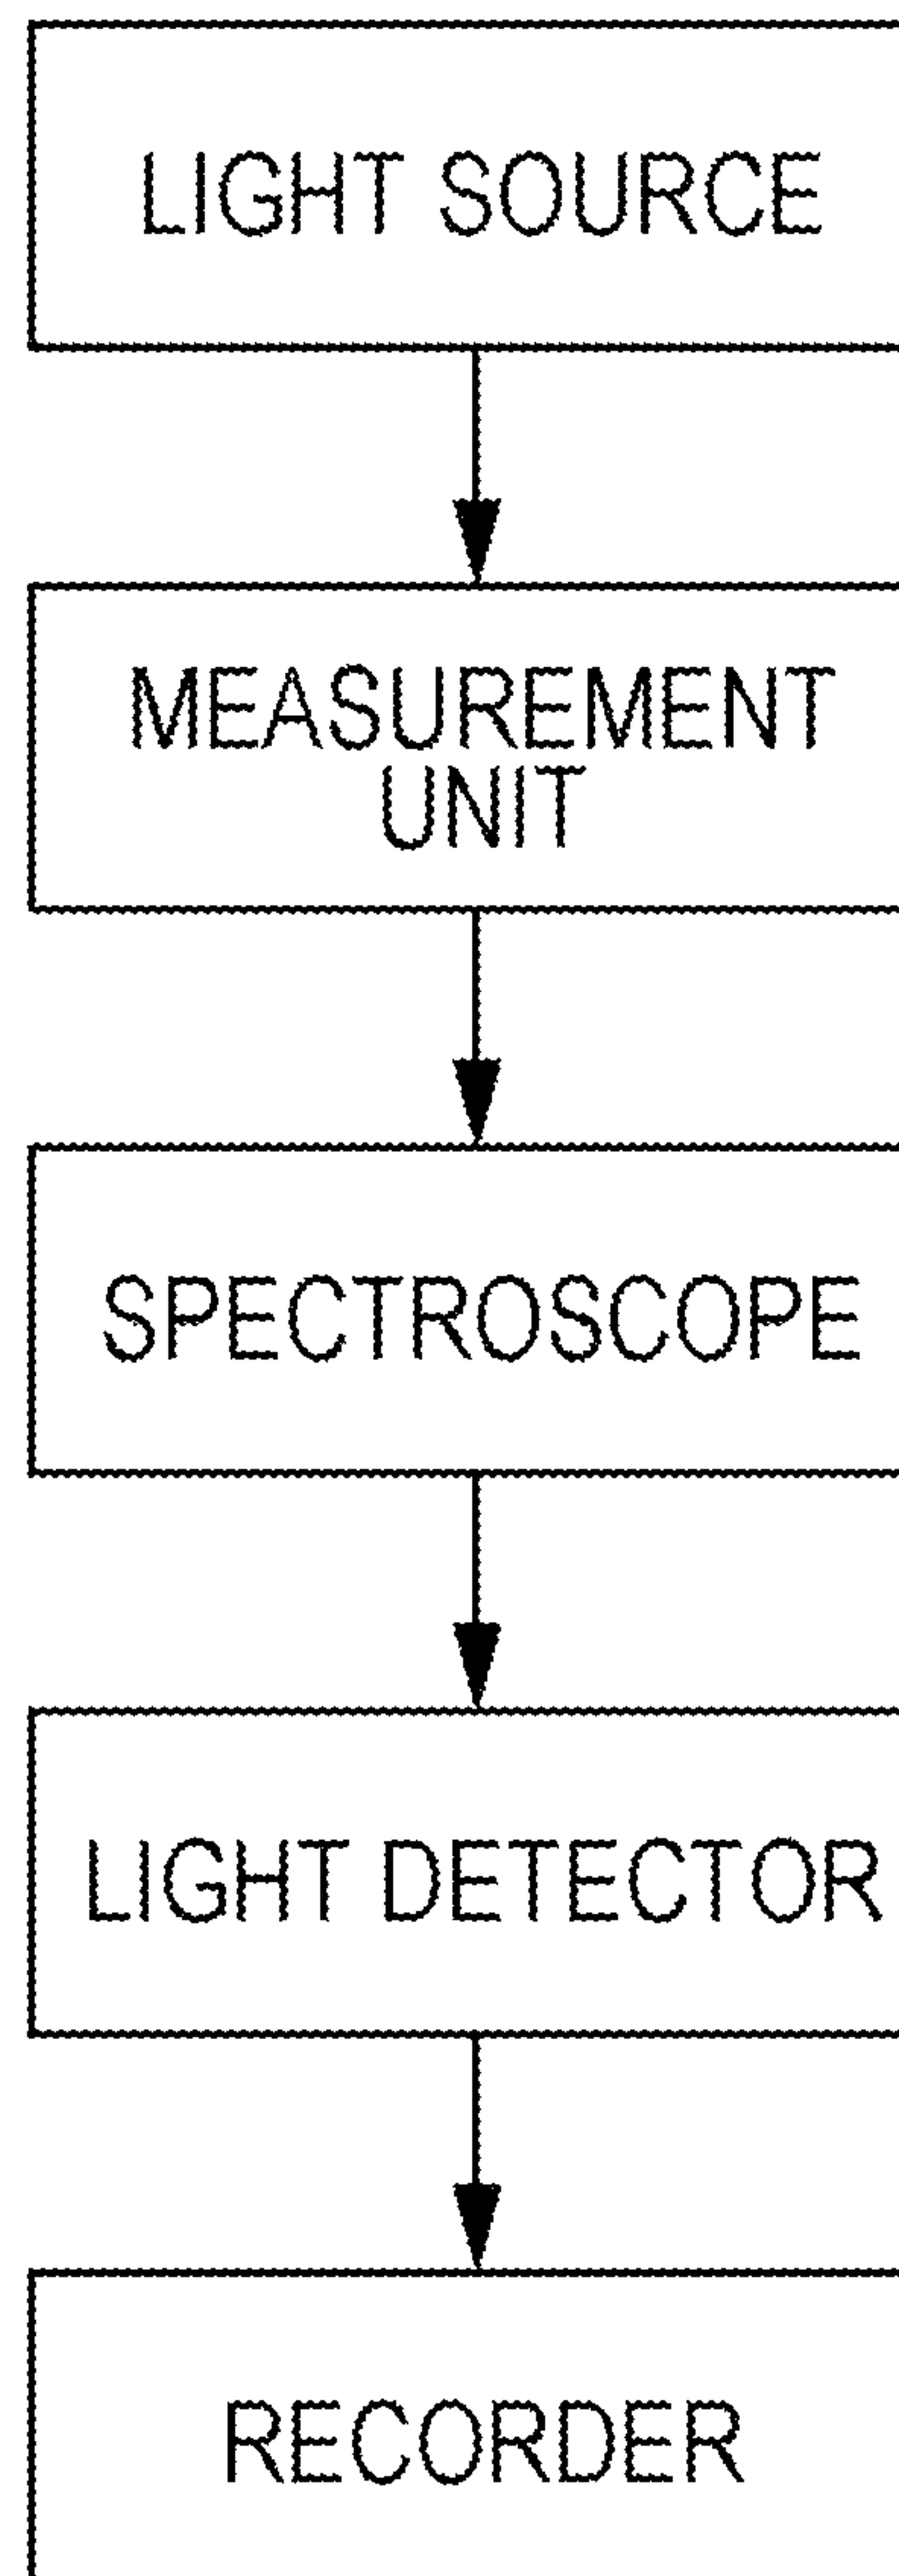 LIGHT SOURCE
MEASUREMENT
UNIT
SPECTROSCOPE
LIGHT DETECTOR
RECORDER